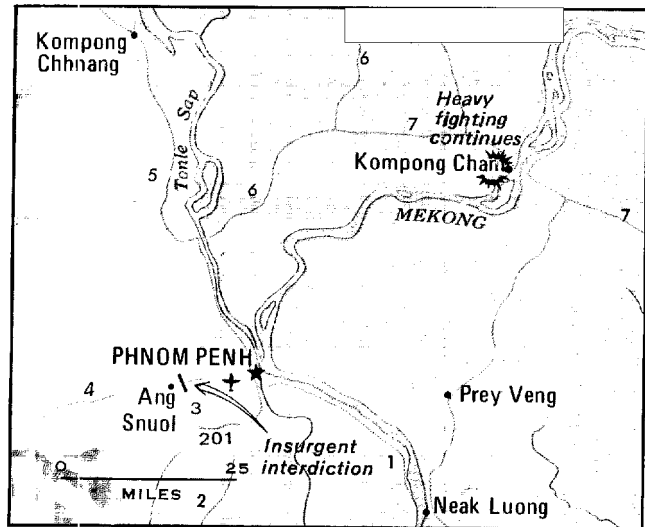 Kompong
Chhnang
6
Heavy
fighting
continues
7
Kompong Cham
Tonle Sap
5
6
MEKONG
7
PHNOM PENH
4
Ang
Snuol
3
201
Prey Veng
Insurgent
interdiction
1
25
MILES
2
Neak Luong
0